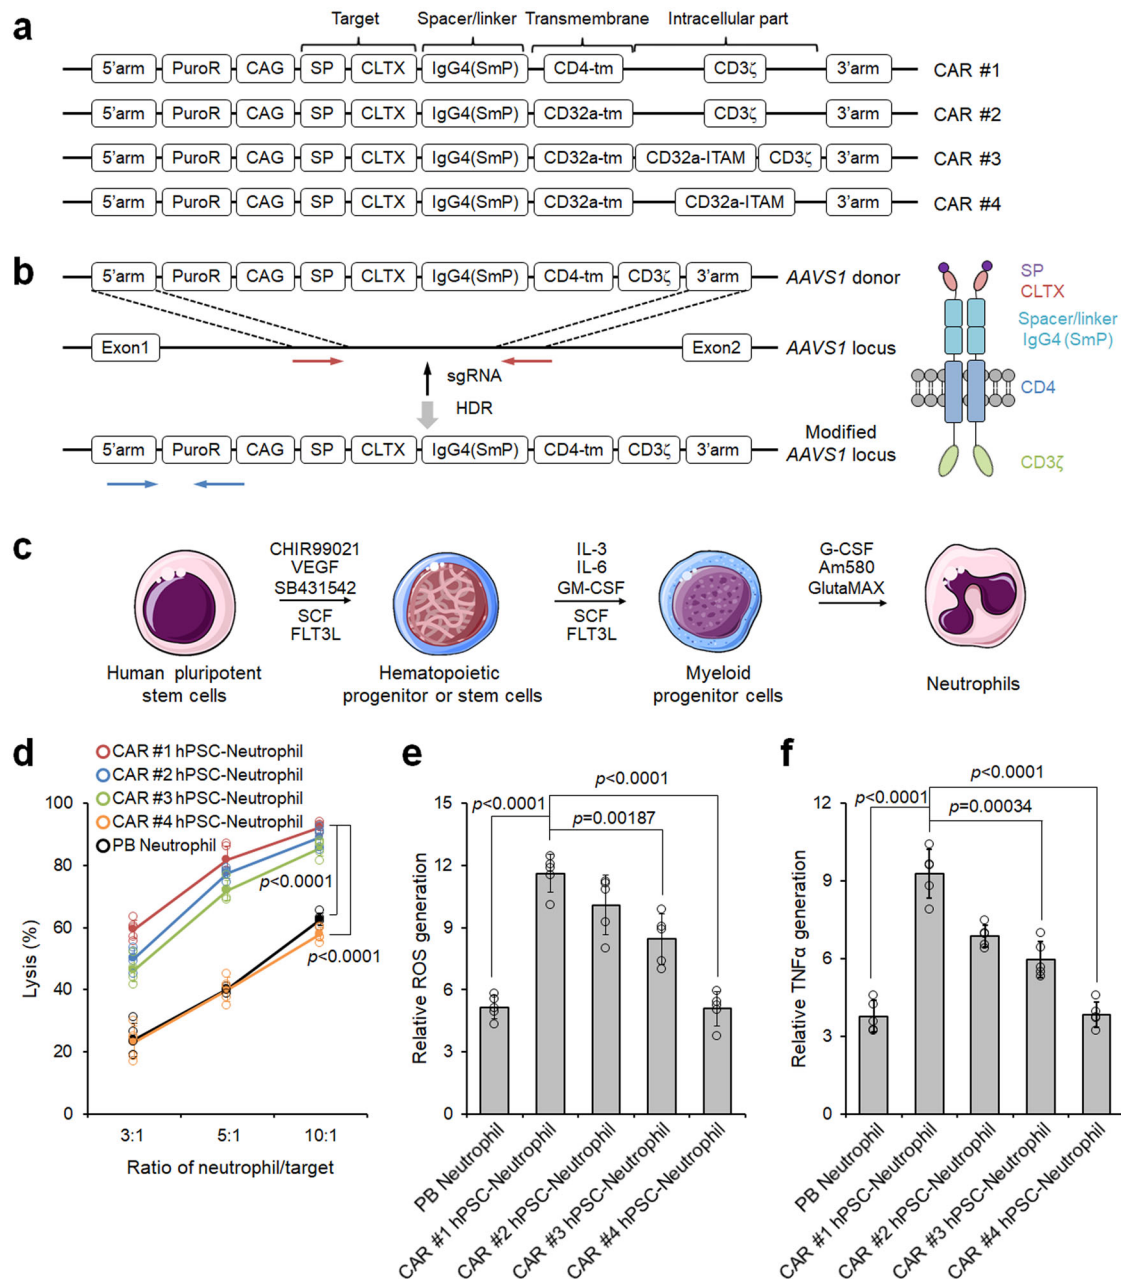 a
Target
Spacer/linker
Transmembrane
Intracellular part
5’arm PuroR CAG SP CLTX IgG4(SmP) CD4-tm CD3ζ 3’arm CAR #1
5’arm PuroR CAG SP CLTX IgG4(SmP) CD32a-tm CD3ζ 3’arm CAR #2
5’arm PuroR CAG SP CLTX IgG4(SmP) CD32a-tm CD32a-ITAM CD3ζ 3’arm CAR #3
5’arm PuroR CAG SP CLTX IgG4(SmP) CD32a-tm CD32a-ITAM 3’arm CAR #4
b
5’arm PuroR CAG SP CLTX IgG4(SmP) CD4-tm CD3ζ 3’arm AAVS1 donor
Exon1 Exon2 AAVS1 locus
sgRNA
HDR
5’arm PuroR CAG SP CLTX IgG4(SmP) CD4-tm CD3ζ 3’arm
Modified
AAVS1 locus
SP
CLTX
Spacer/linker
IgG4 (SmP)
CD4
CD3ζ
c
CHIR99021
VEGF
SB431542
SCF
FLT3L
IL-3
IL-6
GM-CSF
SCF
FLT3L
G-CSF
Am580
GlutaMAX
Human pluripotent
stem cells
Hematopoietic
progenitor or stem cells
Myeloid
progenitor cells
Neutrophils
d
CAR #1 hPSC-Neutrophil
CAR #2 hPSC-Neutrophil
CAR #3 hPSC-Neutrophil
CAR #4 hPSC-Neutrophil
PB Neutrophil
p<0.0001
p<0.0001
100
80
60
40
20
0
Lysis (%)
3:1 5:1 10:1
Ratio of neutrophil/target
e
p<0.0001
p<0.0001
p=0.00187
15
12
9
6
3
0
Relative ROS generation
PB Neutrophil
CAR #1 hPSC-Neutrophil
CAR #2 hPSC-Neutrophil
CAR #3 hPSC-Neutrophil
CAR #4 hPSC-Neutrophil
f
p<0.0001
p<0.0001
p=0.00034
12
9
6
3
0
Relative TNFα generation
PB Neutrophil
CAR #1 hPSC-Neutrophil
CAR #2 hPSC-Neutrophil
CAR #3 hPSC-Neutrophil
CAR #4 hPSC-Neutrophil